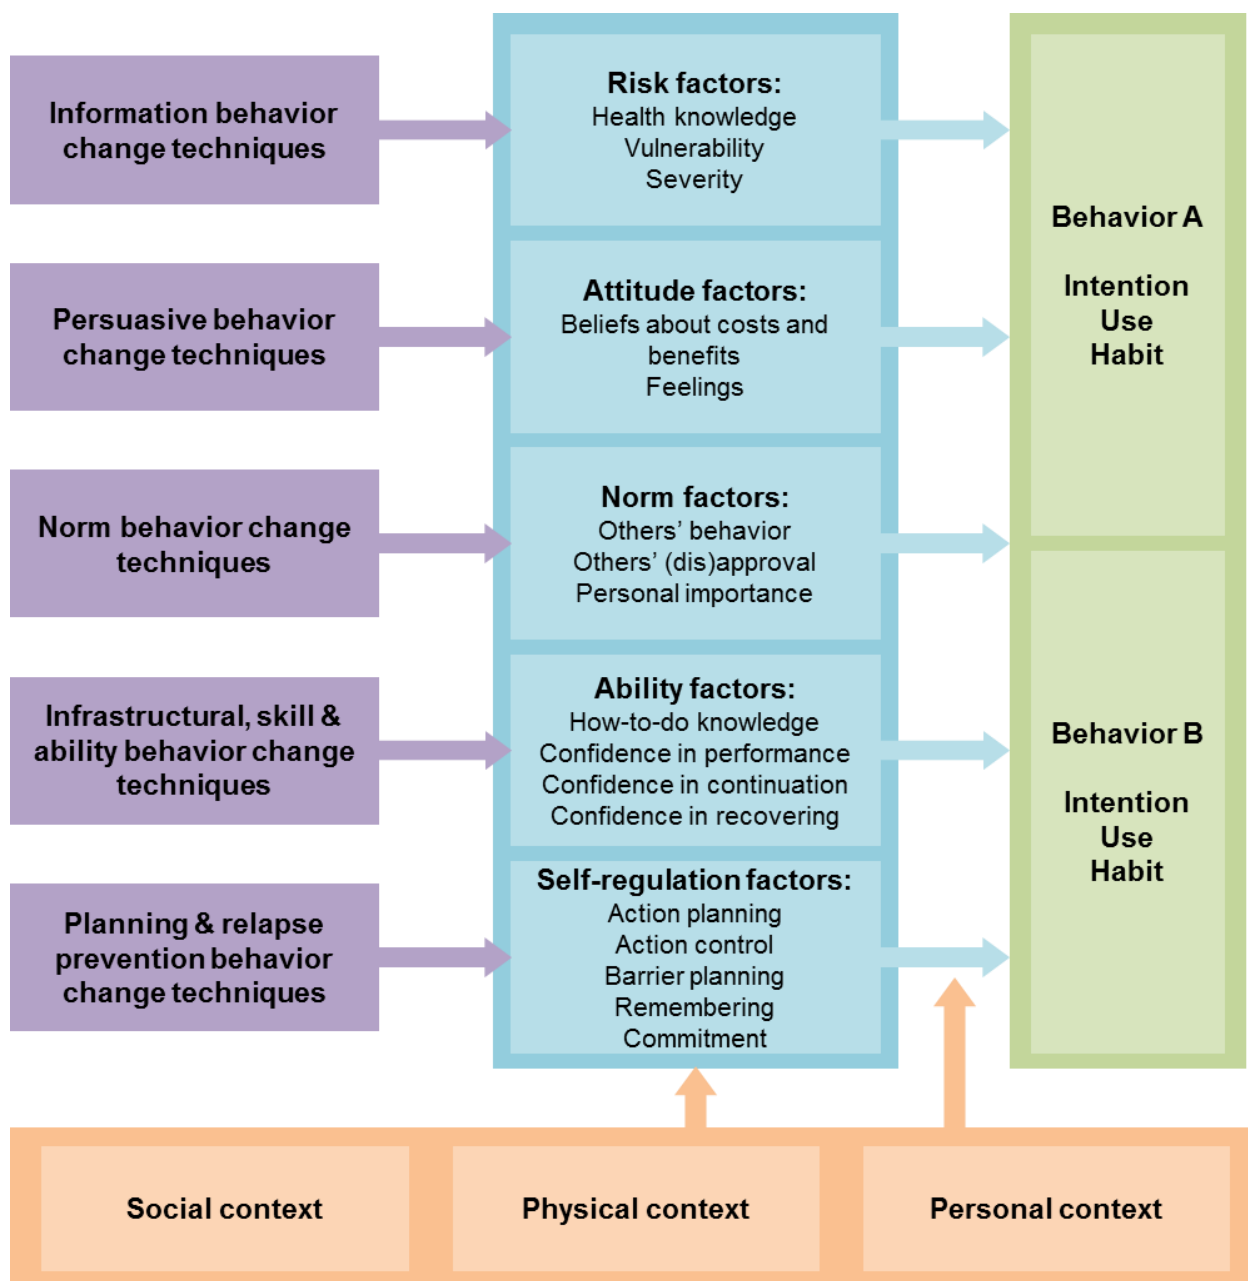 Information behavior
change techniques
Risk factors:
Health knowledge
Vulnerability
Severity
Persuasive behavior
change techniques
Attitude factors:
Beliefs about costs and
benefits
Feelings
Behavior A
Intention
Use
Habit
Norm behavior change
techniques
Norm factors:
Others’ behavior
Others’ (dis)approval
Personal importance
Infrastructural, skill &
ability behavior change
techniques
Ability factors:
How-to-do knowledge
Confidence in performance
Confidence in continuation
Confidence in recovering
Behavior B
Intention
Use
Habit
Planning & relapse
prevention behavior
change techniques
Self-regulation factors:
Action planning
Action control
Barrier planning
Remembering
Commitment
Social context
Physical context
Personal context